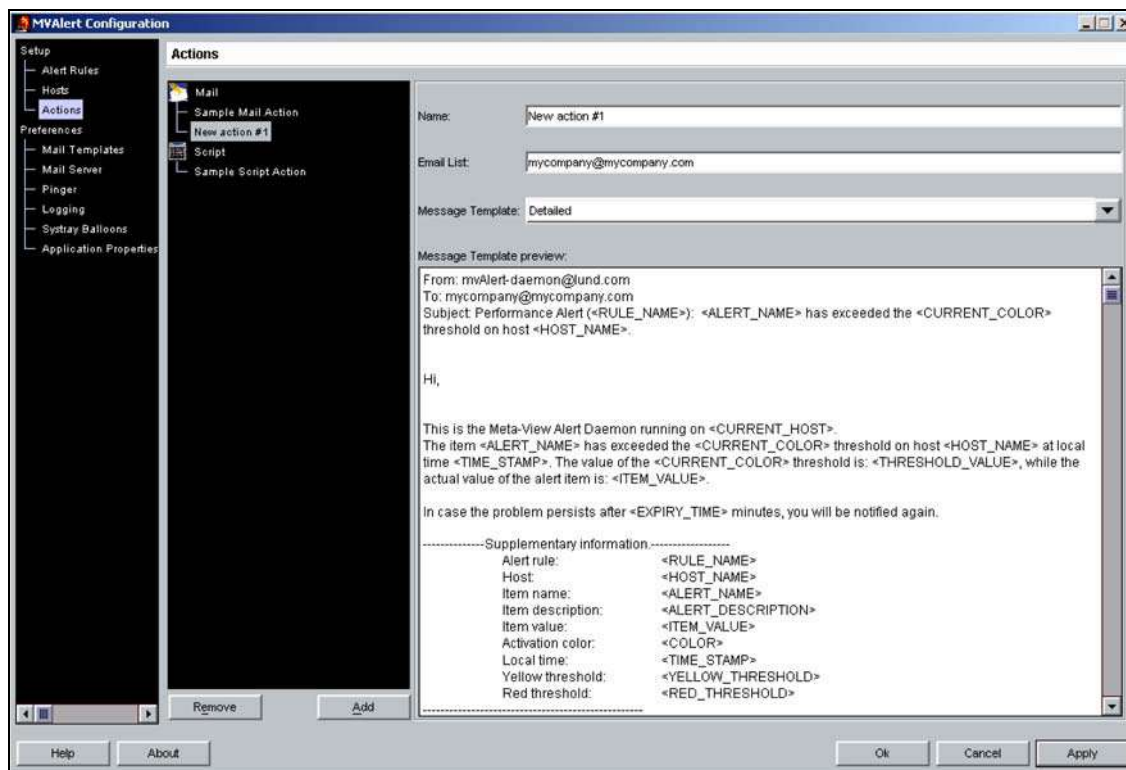 MVAlert Configuration
Setup
Alert Rules
Hosts
Actions
Preferences
Mail Templates
Mail Server
Pinger
Logging
Systray Balloons
Application Properties
Actions
Mail
Sample Mail Action
New action #1
Script
Sample Script Action
Remove
Add
Name: New action #1
Email List: mycompany@mycompany.com
Message Template: Detailed
Message Template preview:
From: mvAlert-daemon@lund.com
To: mycompany@mycompany.com
Subject: Performance Alert (<RULE_NAME>): <ALERT_NAME> has exceeded the <CURRENT_COLOR>
threshold on host <HOST_NAME>.
Hi,
This is the Meta-View Alert Daemon running on <CURRENT_HOST>.
The item <ALERT_NAME> has exceeded the <CURRENT_COLOR> threshold on host <HOST_NAME> at local
time <TIME_STAMP>. The value of the <CURRENT_COLOR> threshold is: <THRESHOLD_VALUE>, while the
actual value of the alert item is: <ITEM_VALUE>.
In case the problem persists after <EXPIRY_TIME> minutes, you will be notified again.
--------------Supplementary information.------------------
Alert rule: <RULE_NAME>
Host: <HOST_NAME>
Item name: <ALERT_NAME>
Item description: <ALERT_DESCRIPTION>
Item value: <ITEM_VALUE>
Activation color: <COLOR>
Local time: <TIME_STAMP>
Yellow threshold: <YELLOW_THRESHOLD>
Red threshold: <RED_THRESHOLD>
--------------------------------------------------
Help
About
Ok
Cancel
Apply